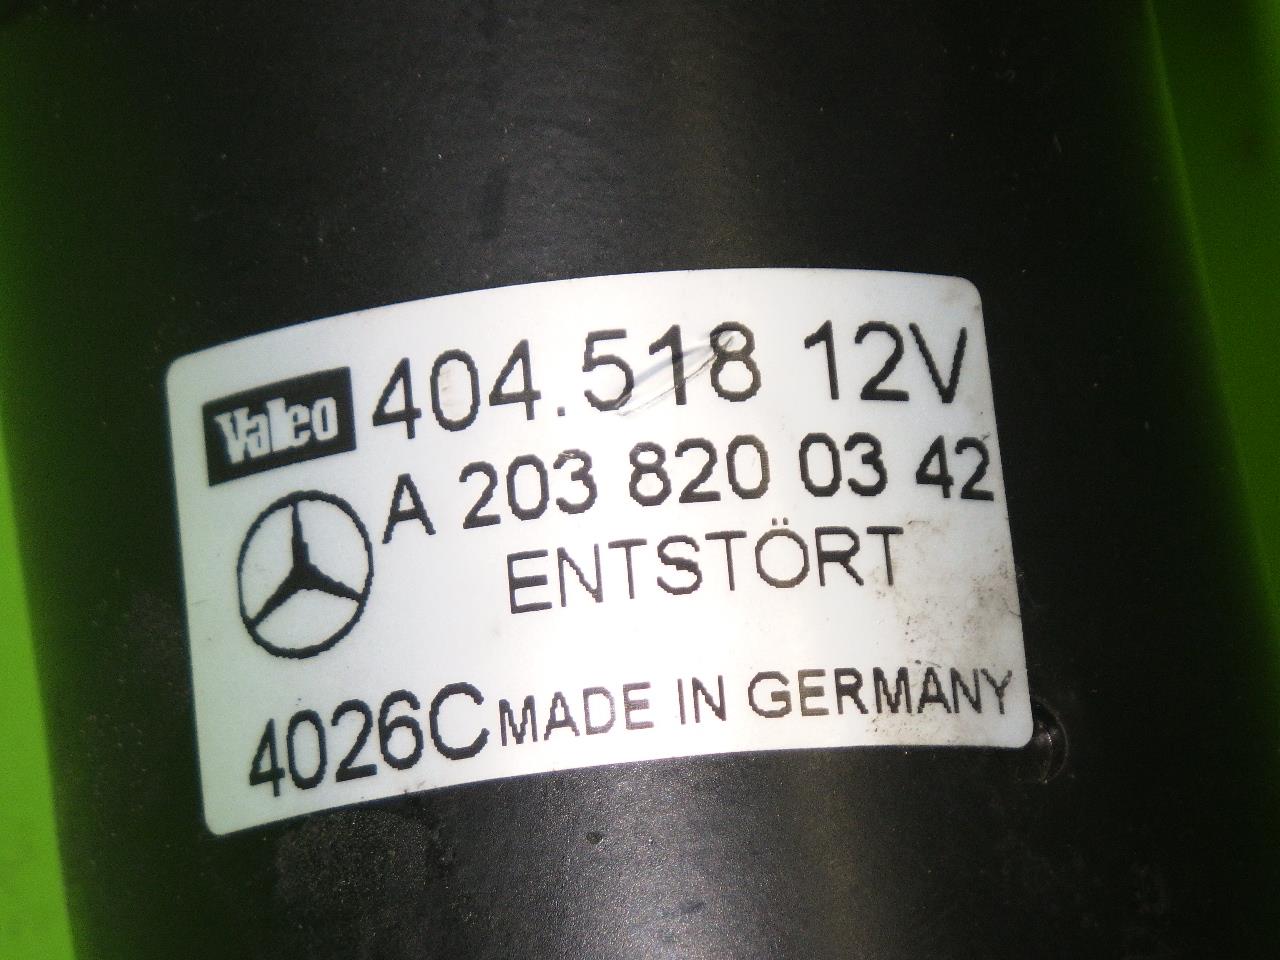 Valeo 404.518 12V
A 203 820 03 42
ENTSTÖRT
4026C MADE IN GERMANY